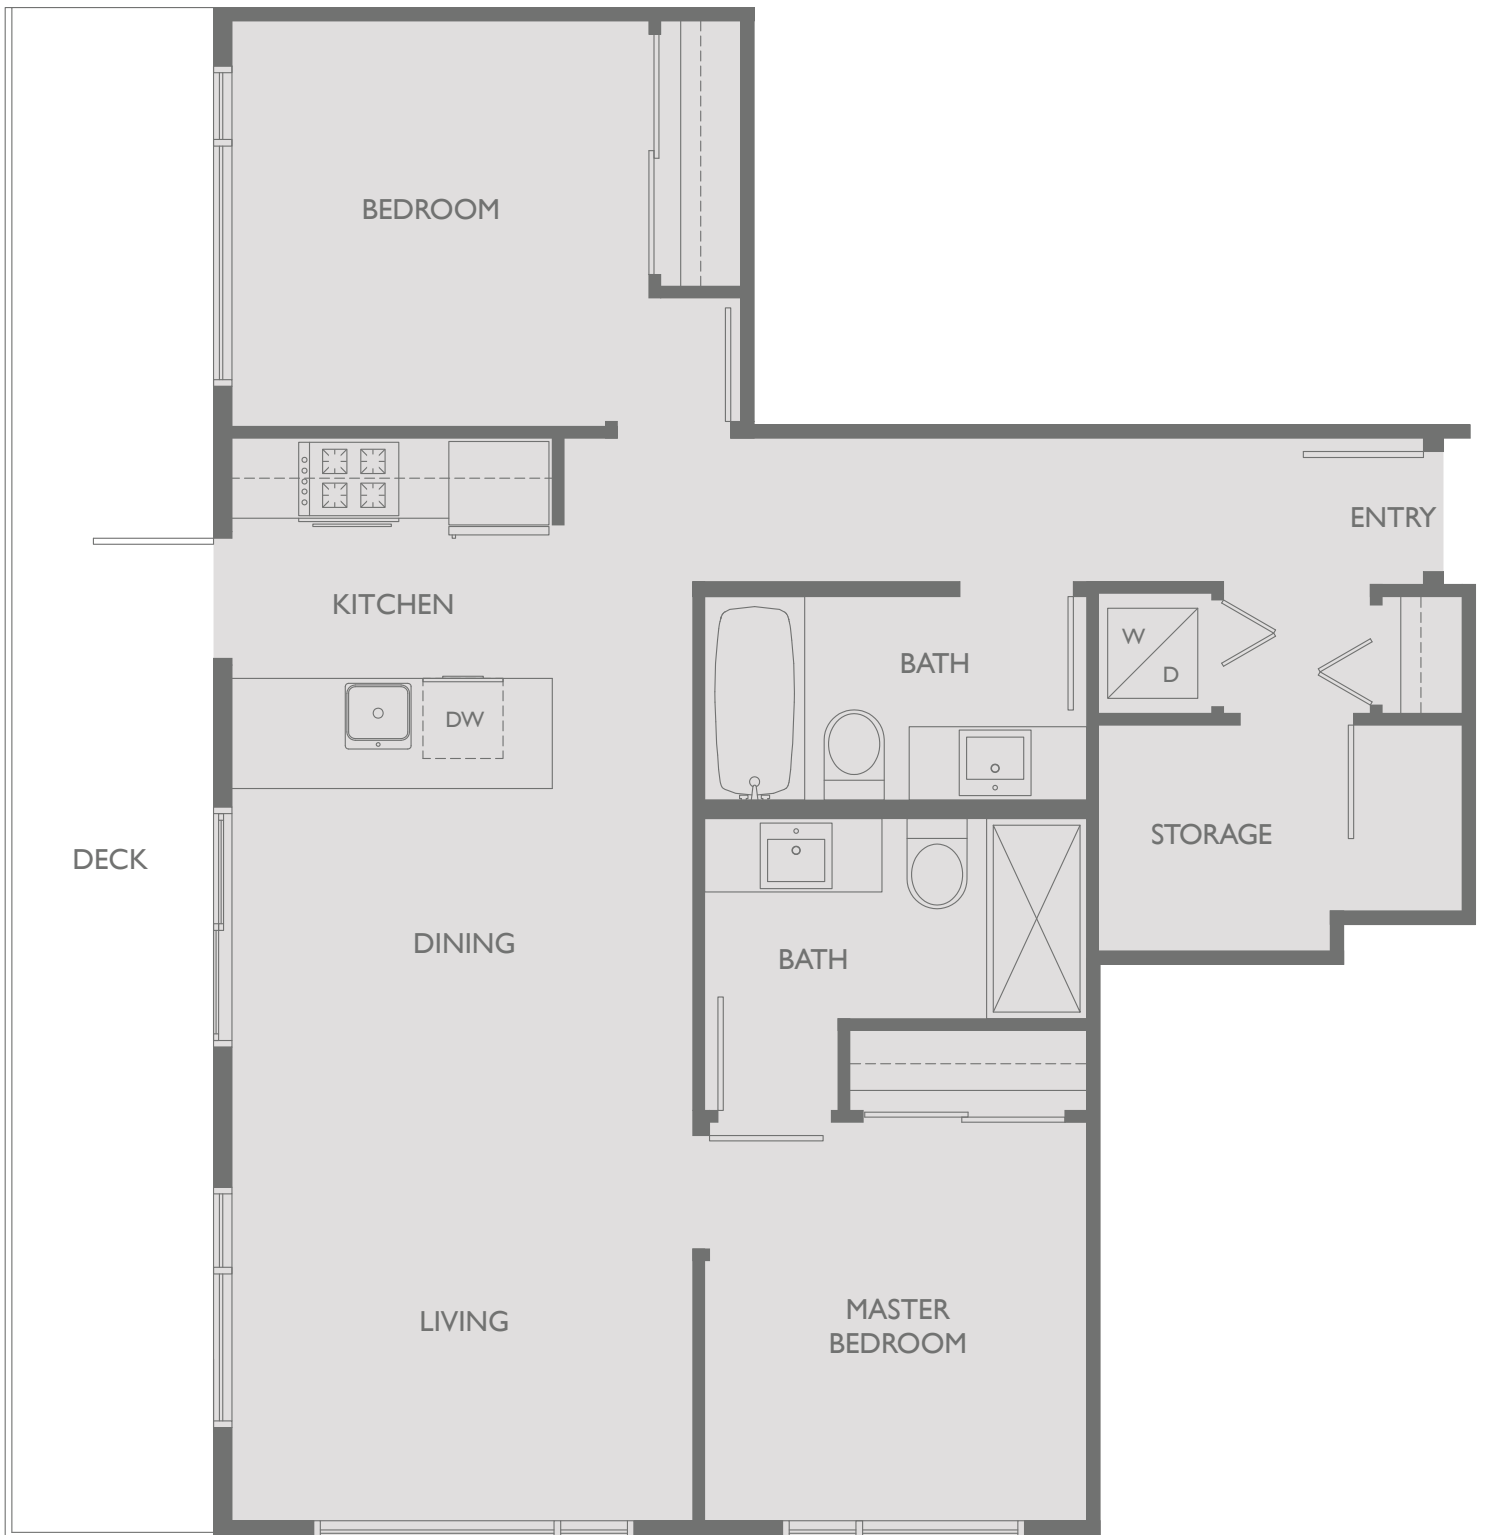 BEDROOM
ENTRY
KITCHEN
W
BATH
D
DW
STORAGE
DECK
DINING
BATH
LIVING
MASTER
BEDROOM